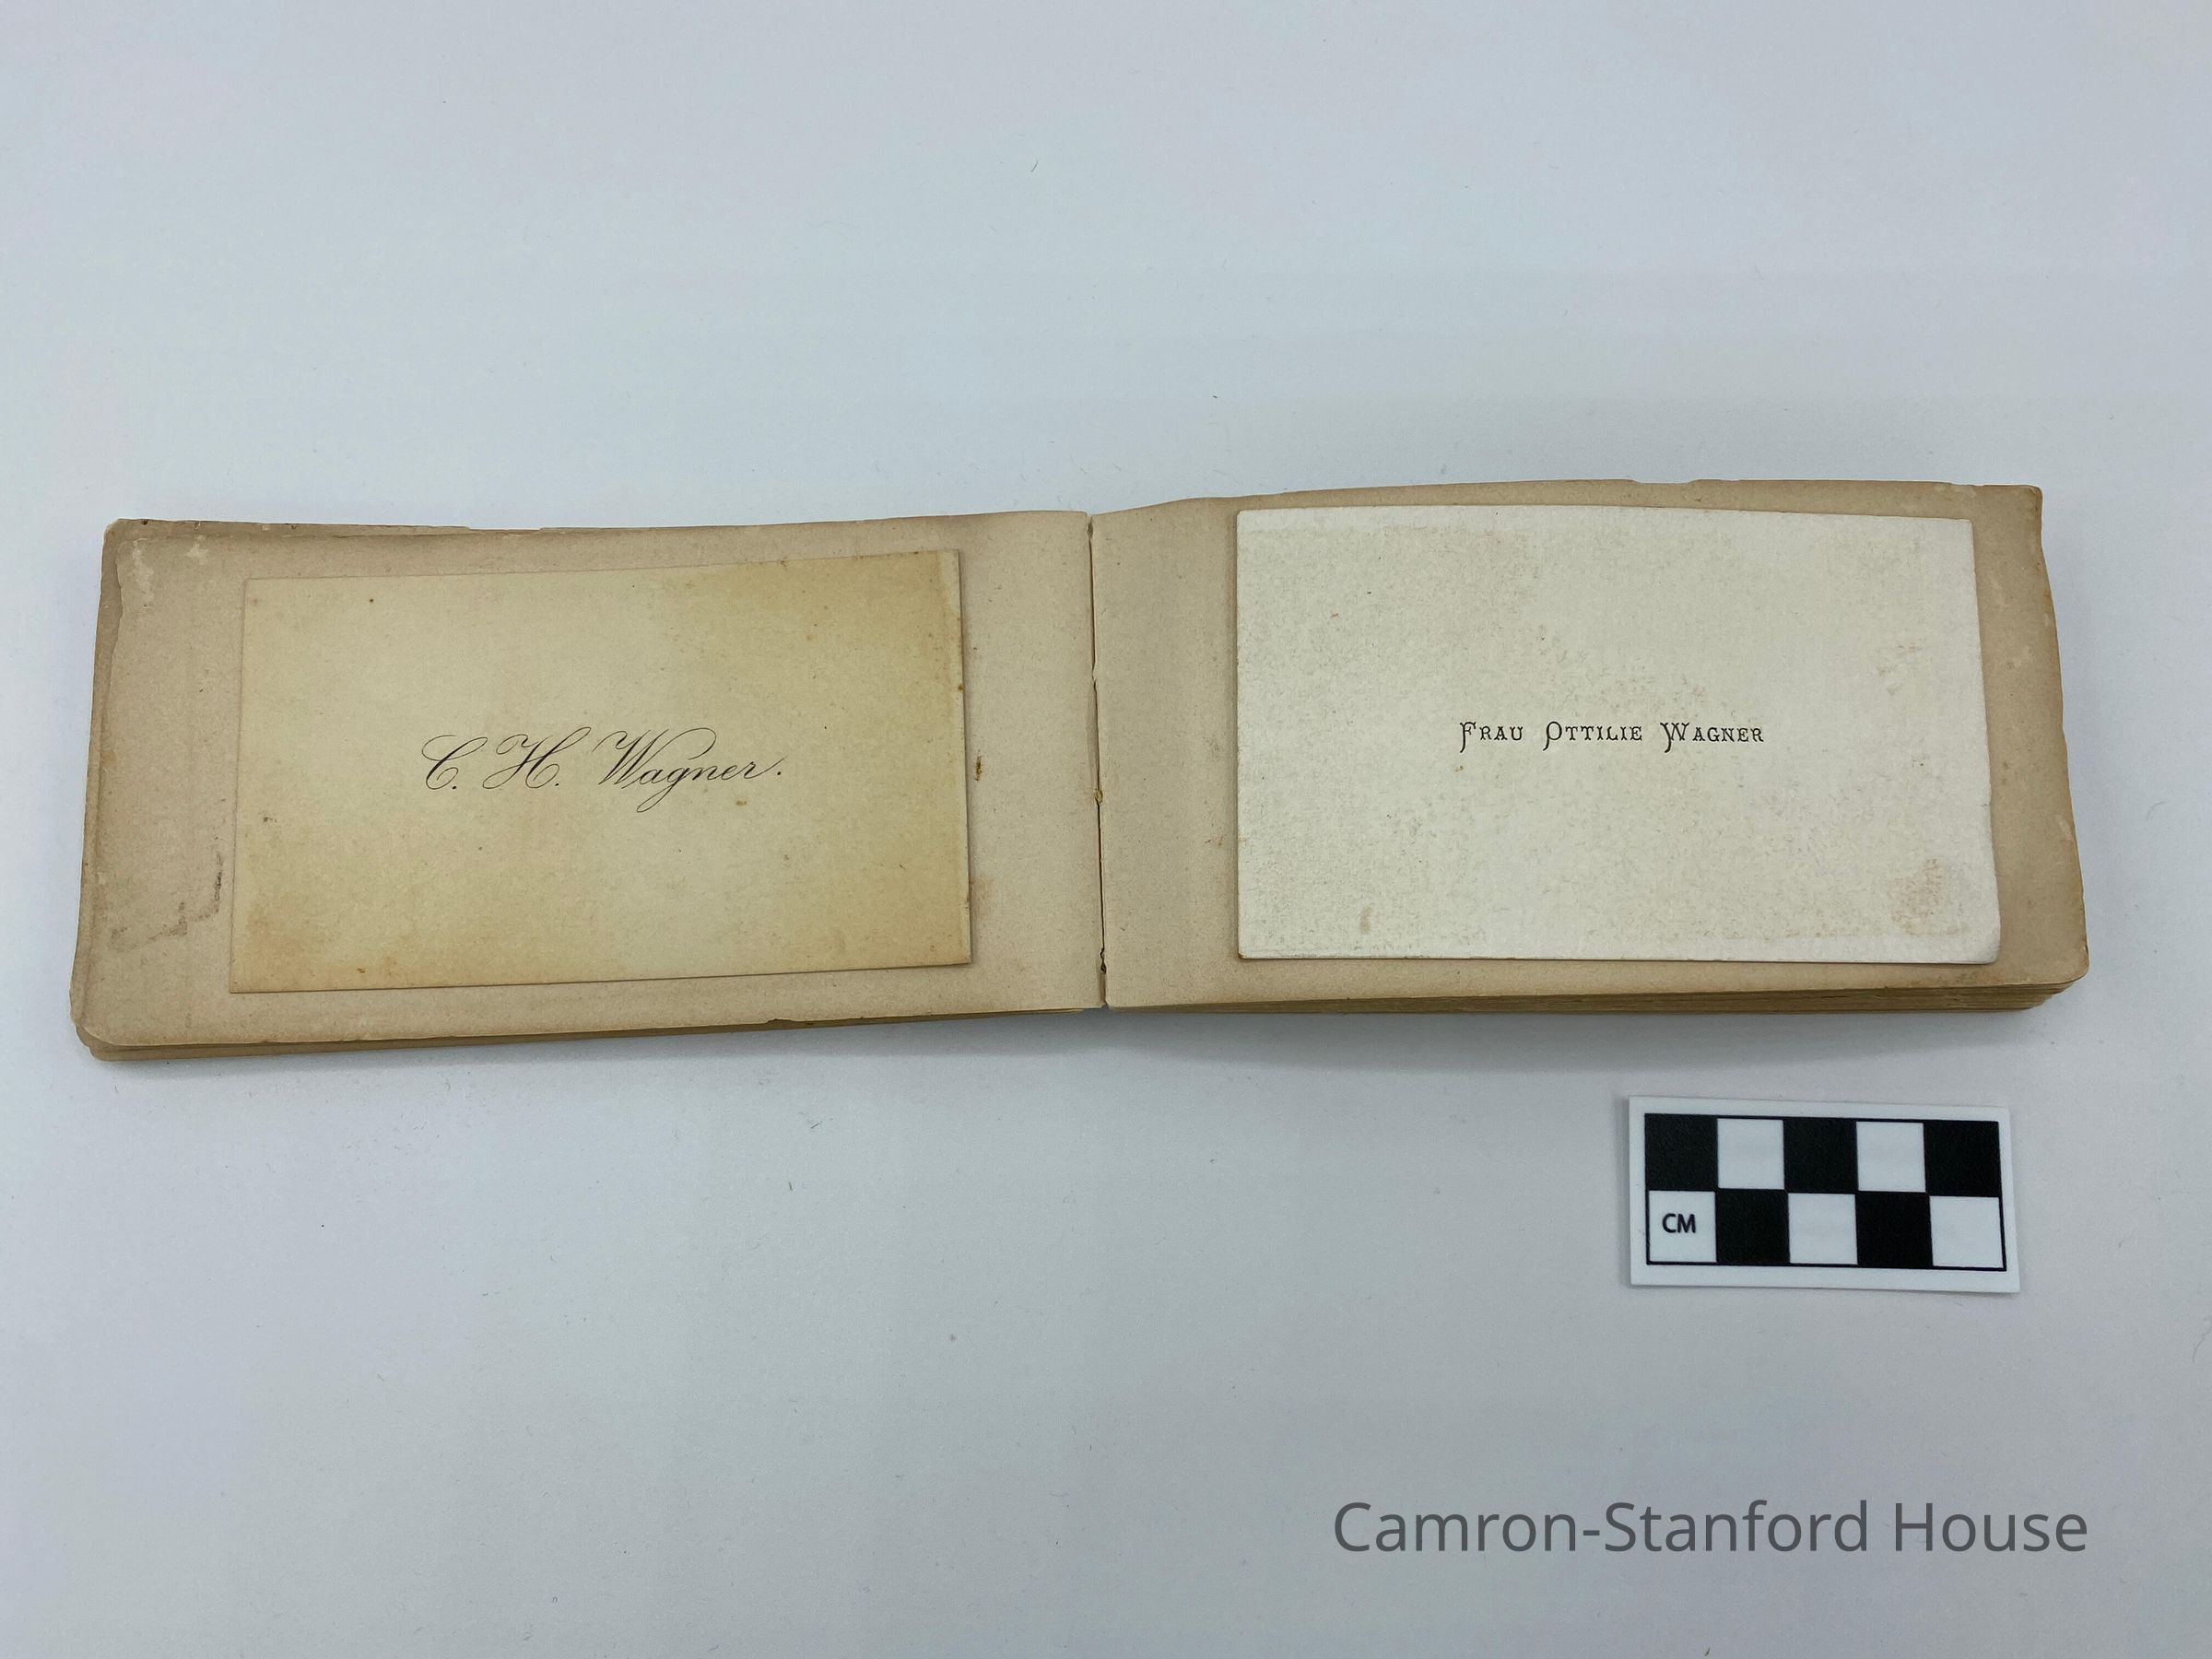 C. H. Wagner.
Frau Ottilie Wagner
CM
Camron-Stanford House